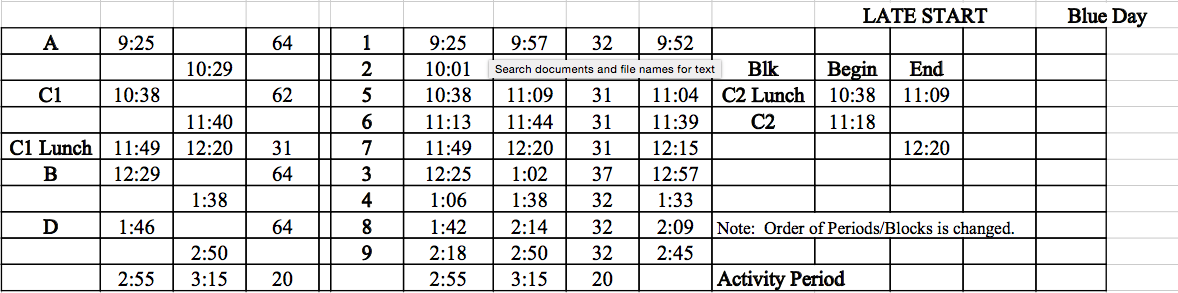 LATE START Blue Day
A 9:25 64 1 9:25 9:57 32 9:52
10:29 2 10:01 Search documents and file names for text Blk Begin End
C1 10:38 62 5 10:38 11:09 31 11:04 C2 Lunch 10:38 11:09
11:40 6 11:13 11:44 31 11:39 C2 11:18
C1 Lunch 11:49 12:20 31 7 11:49 12:20 31 12:15 12:20
B 12:29 64 3 12:25 1:02 37 12:57
1:38 4 1:06 1:38 32 1:33
D 1:46 64 8 1:42 2:14 32 2:09 Note: Order of Periods/Blocks is changed.
2:50 9 2:18 2:50 32 2:45
2:55 3:15 20 2:55 3:15 20 Activity Period